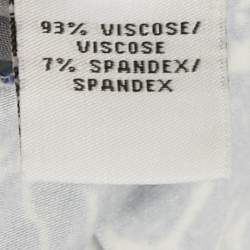 93% VISCOSE/
VISCOSE
7% SPANDEX/
SPANDEX